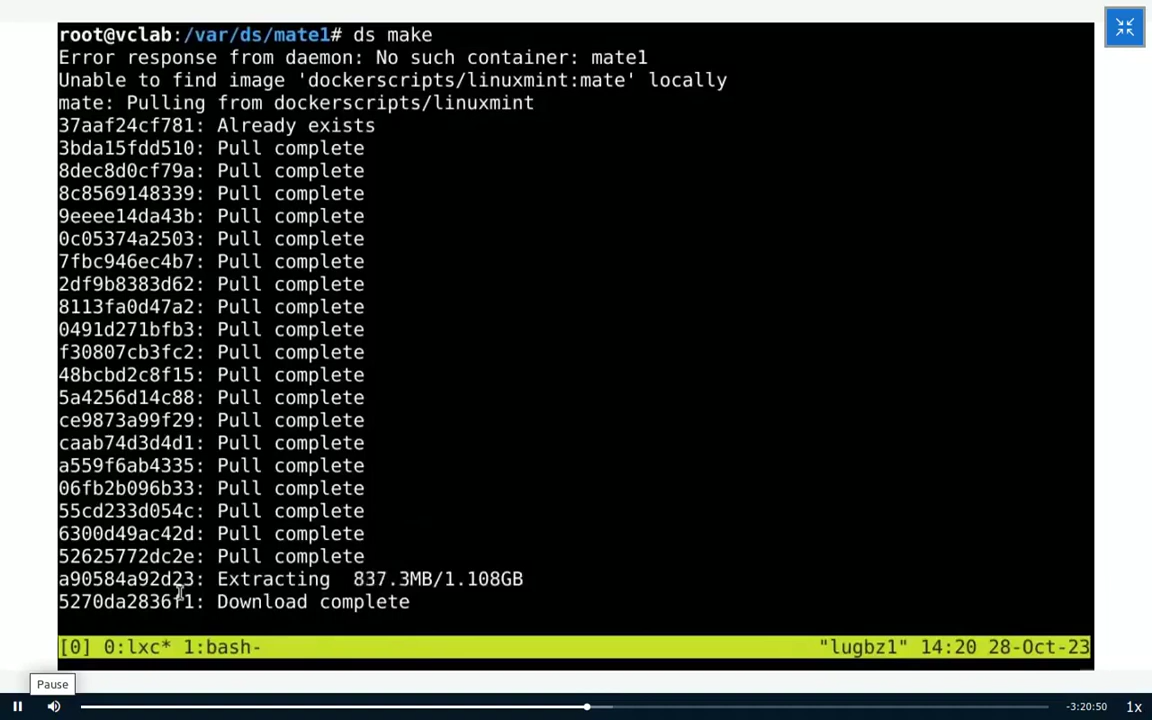 root@vclab:/var/ds/mate1# ds make
Error response from daemon: No such container: mate1
Unable to find image 'dockerscripts/linuxmint:mate' locally
mate: Pulling from dockerscripts/linuxmint
37aaf24cf781: Already exists
3bda15fdd510: Pull complete
8dec8d0cf79a: Pull complete
8c8569148339: Pull complete
9eeee14da43b: Pull complete
0c05374a2503: Pull complete
7fbc946ec4b7: Pull complete
2df9b8383d62: Pull complete
8113fa0d47a2: Pull complete
0491d271bfb3: Pull complete
f30807cb3fc2: Pull complete
48bcbd2c8f15: Pull complete
5a4256d14c88: Pull complete
ce9873a99f29: Pull complete
caab74d3d4d1: Pull complete
a559f6ab4335: Pull complete
06fb2b096b33: Pull complete
55cd233d054c: Pull complete
6300d49ac42d: Pull complete
52625772dc2e: Pull complete
a90584a92d23: Extracting  837.3MB/1.108GB
5270da2836f1: Download complete
[0] 0:lxc* 1:bash- "lugbz1" 14:20 28-Oct-23
Pause
-3:20:50 1x